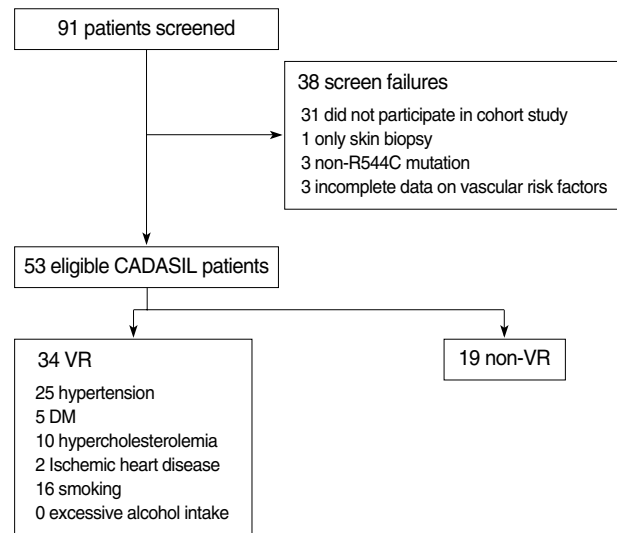 91 patients screened
38 screen failures
31 did not participate in cohort study
1 only skin biopsy
3 non-R544C mutation
3 incomplete data on vascular risk factors
53 eligible CADASIL patients
34 VR
25 hypertension
5 DM
10 hypercholesterolemia
2 Ischemic heart disease
16 smoking
0 excessive alcohol intake
19 non-VR